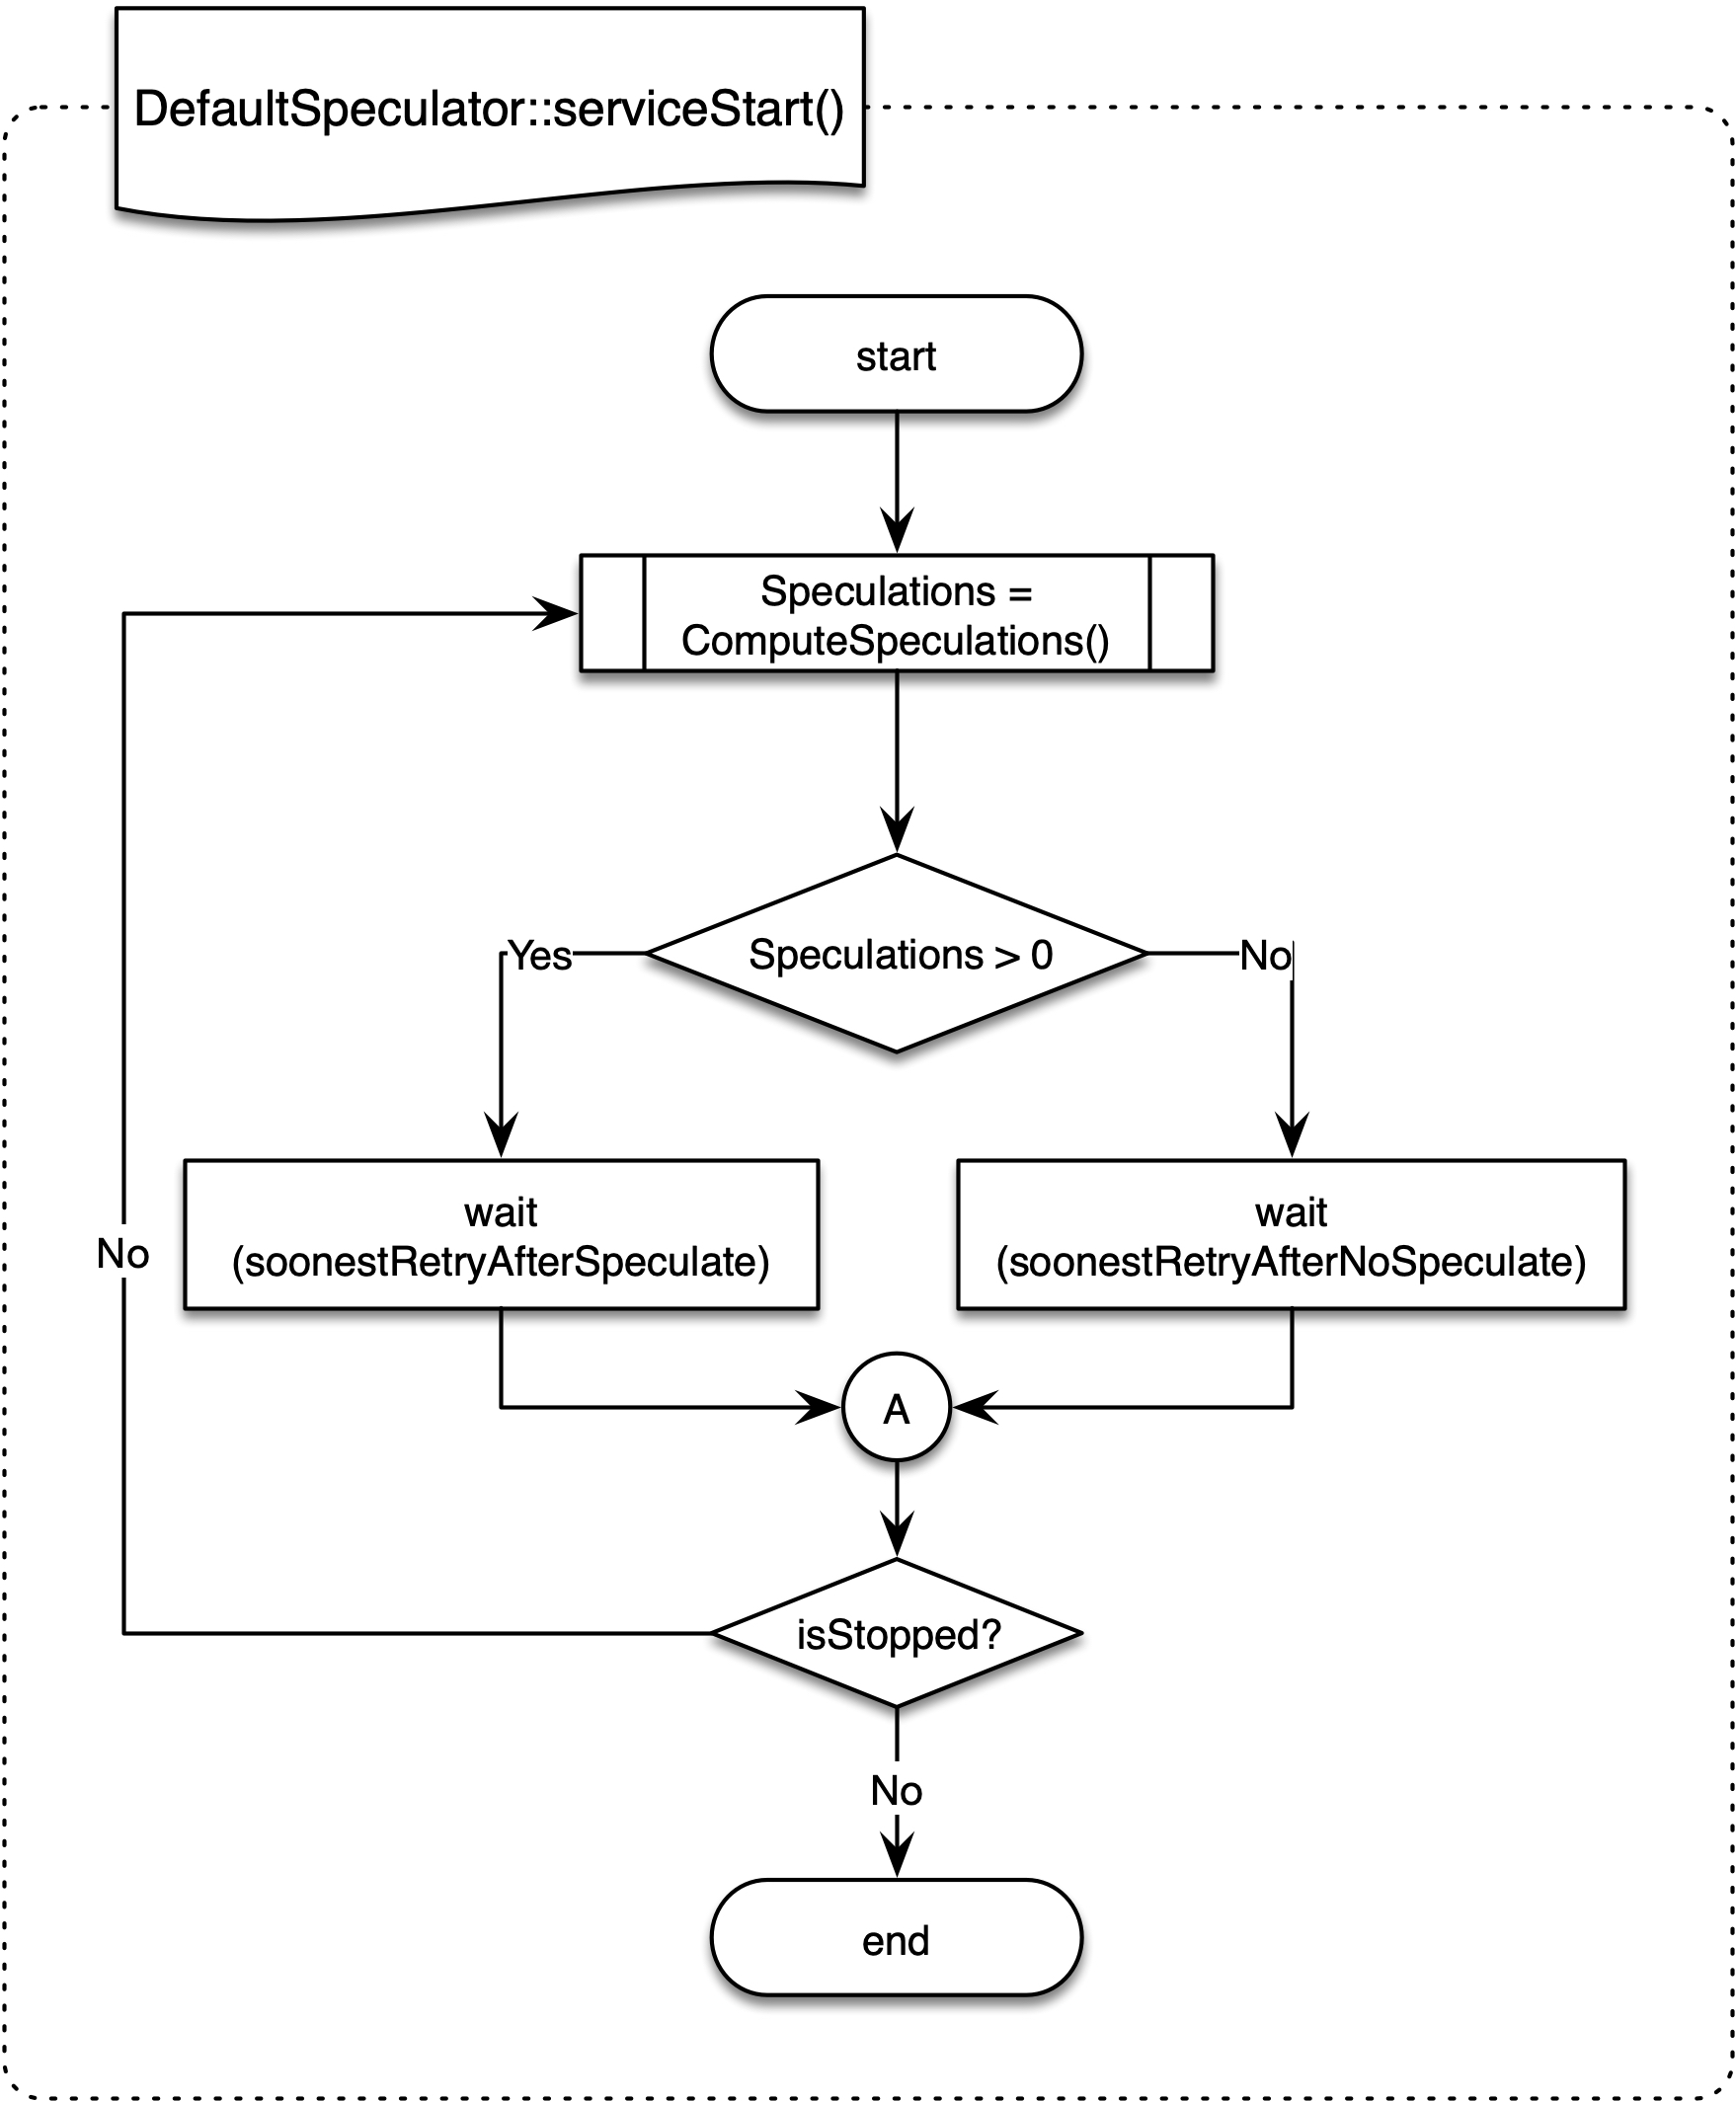 DefaultSpeculator::serviceStart()
start
Speculations =
ComputeSpeculations()
Speculations > 0
Yes
No
wait
(soonestRetryAfterSpeculate)
wait
(soonestRetryAfterNoSpeculate)
No
A
isStopped?
No
end